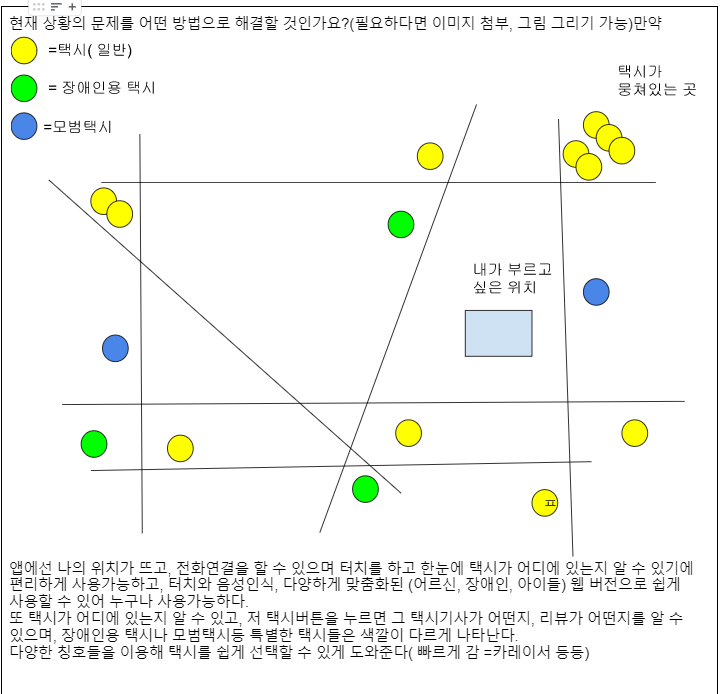 현재 상황의 문제를 어떤 방법으로 해결할 것인가요?(필요하다면 이미지 첨부, 그림 그리기 가능)만약
=택시( 일반)
= 장애인용 택시
=모범택시
택시가
뭉쳐있는 곳
내가 부르고
싶은 위치
ㅍ
앱에선 나의 위치가 뜨고, 전화연결을 할 수 있으며 터치를 하고 한눈에 택시가 어디에 있는지 알 수 있기에
편리하게 사용가능하고, 터치와 음성인식, 다양하게 맞춤화된 (어르신, 장애인, 아이들) 웹 버전으로 쉽게
사용할 수 있어 누구나 사용가능하다.
또 택시가 어디에 있는지 알 수 있고, 저 택시버튼을 누르면 그 택시기사가 어떤지, 리뷰가 어떤지를 알 수
있으며, 장애인용 택시나 모범택시등 특별한 택시들은 색깔이 다르게 나타난다.
다양한 칭호들을 이용해 택시를 쉽게 선택할 수 있게 도와준다( 빠르게 감 =카레이서 등등)